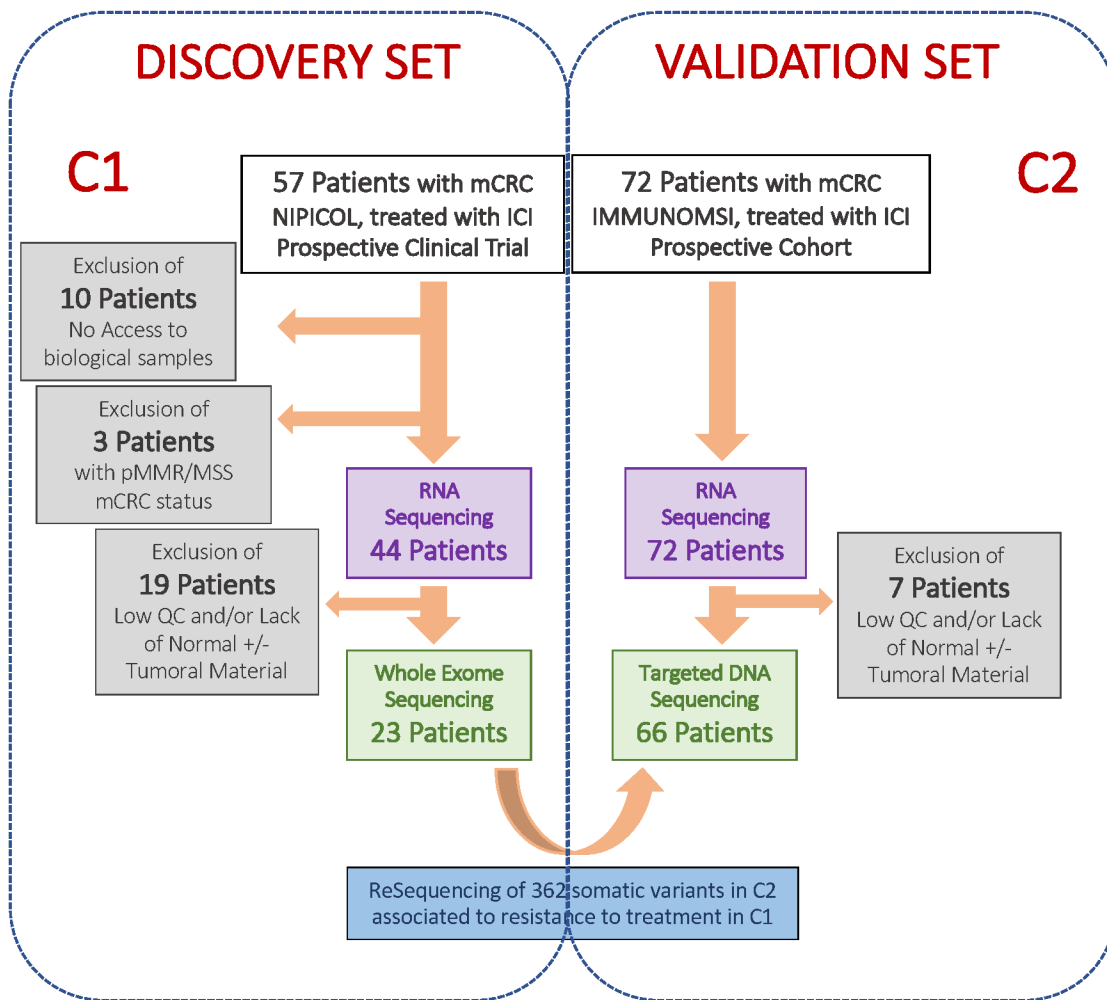 DISCOVERY SET
C1
57 Patients with mCRC
NIPICOL, treated with ICI
Prospective Clinical Trial
Exclusion of
10 Patients
No Access to
biological samples
Exclusion of
3 Patients
with pMMR/MSS
mCRC status
RNA
Sequencing
44 Patients
Exclusion of
19 Patients
Low QC and/or Lack
of Normal +/-
Tumoral Material
Whole Exome
Sequencing
23 Patients
VALIDATION SET
C2
72 Patients with mCRC
IMMUNOMSI, treated with ICI
Prospective Cohort
RNA
Sequencing
72 Patients
Exclusion of
7 Patients
Low QC and/or Lack
of Normal +/-
Tumoral Material
Targeted DNA
Sequencing
66 Patients
ReSequencing of 362 somatic variants in C2
associated to resistance to treatment in C1